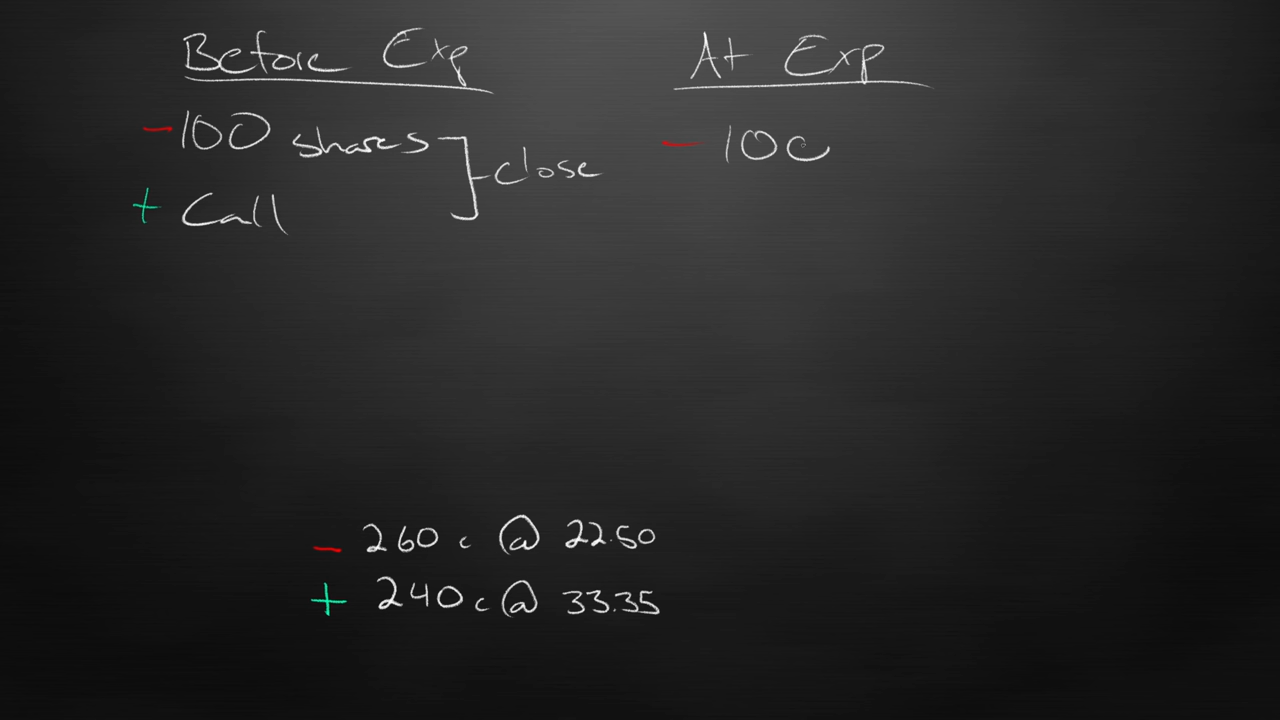 Before Exp
- 100 shares
close
+ Call
At Exp
- 100
- 260 c @ 22.50
+ 240 c @ 33.35